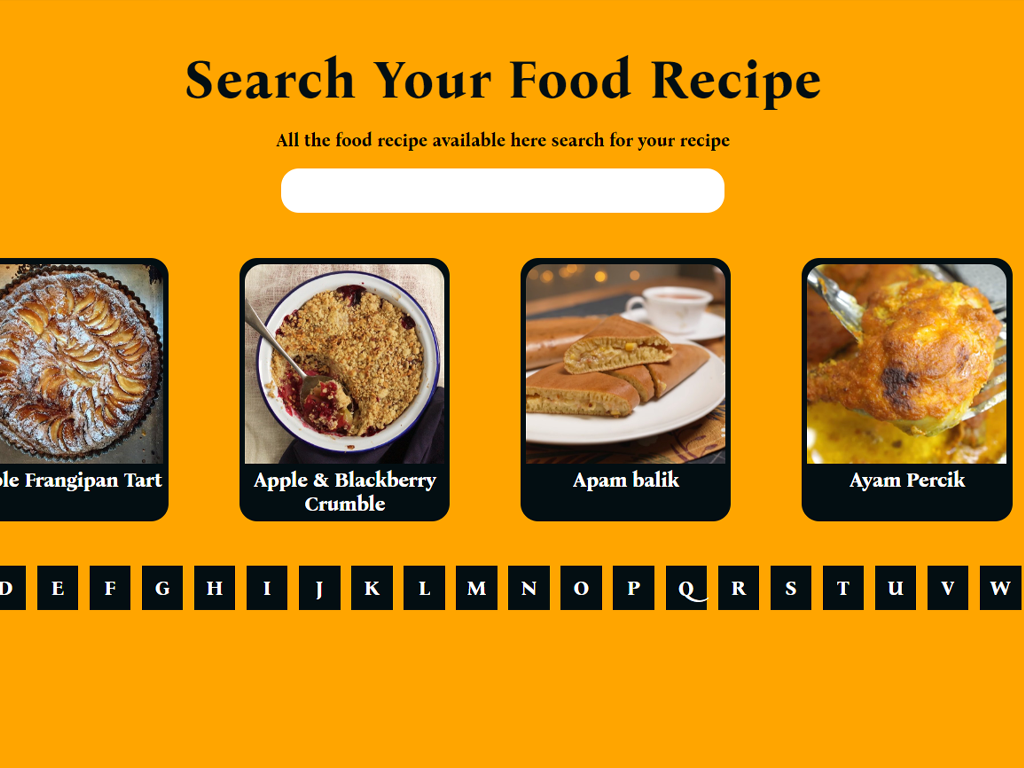 Search Your Food Recipe
All the food recipe available here search for your recipe
Frangipan Tart
Apple & Blackberry
Crumble
Apam balik
Ayam Percik
D E F G H I J K L M N O P Q R S T U V W